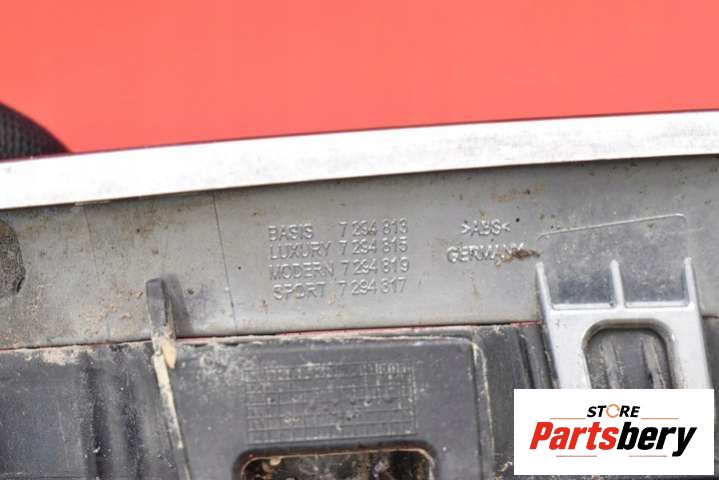 BASIS 7 294 813
LUXURY 7 294 815
MODERN 7 294 819
SPORT 7 294 817
>ABS<
GERMANY
STORE
Partsbery